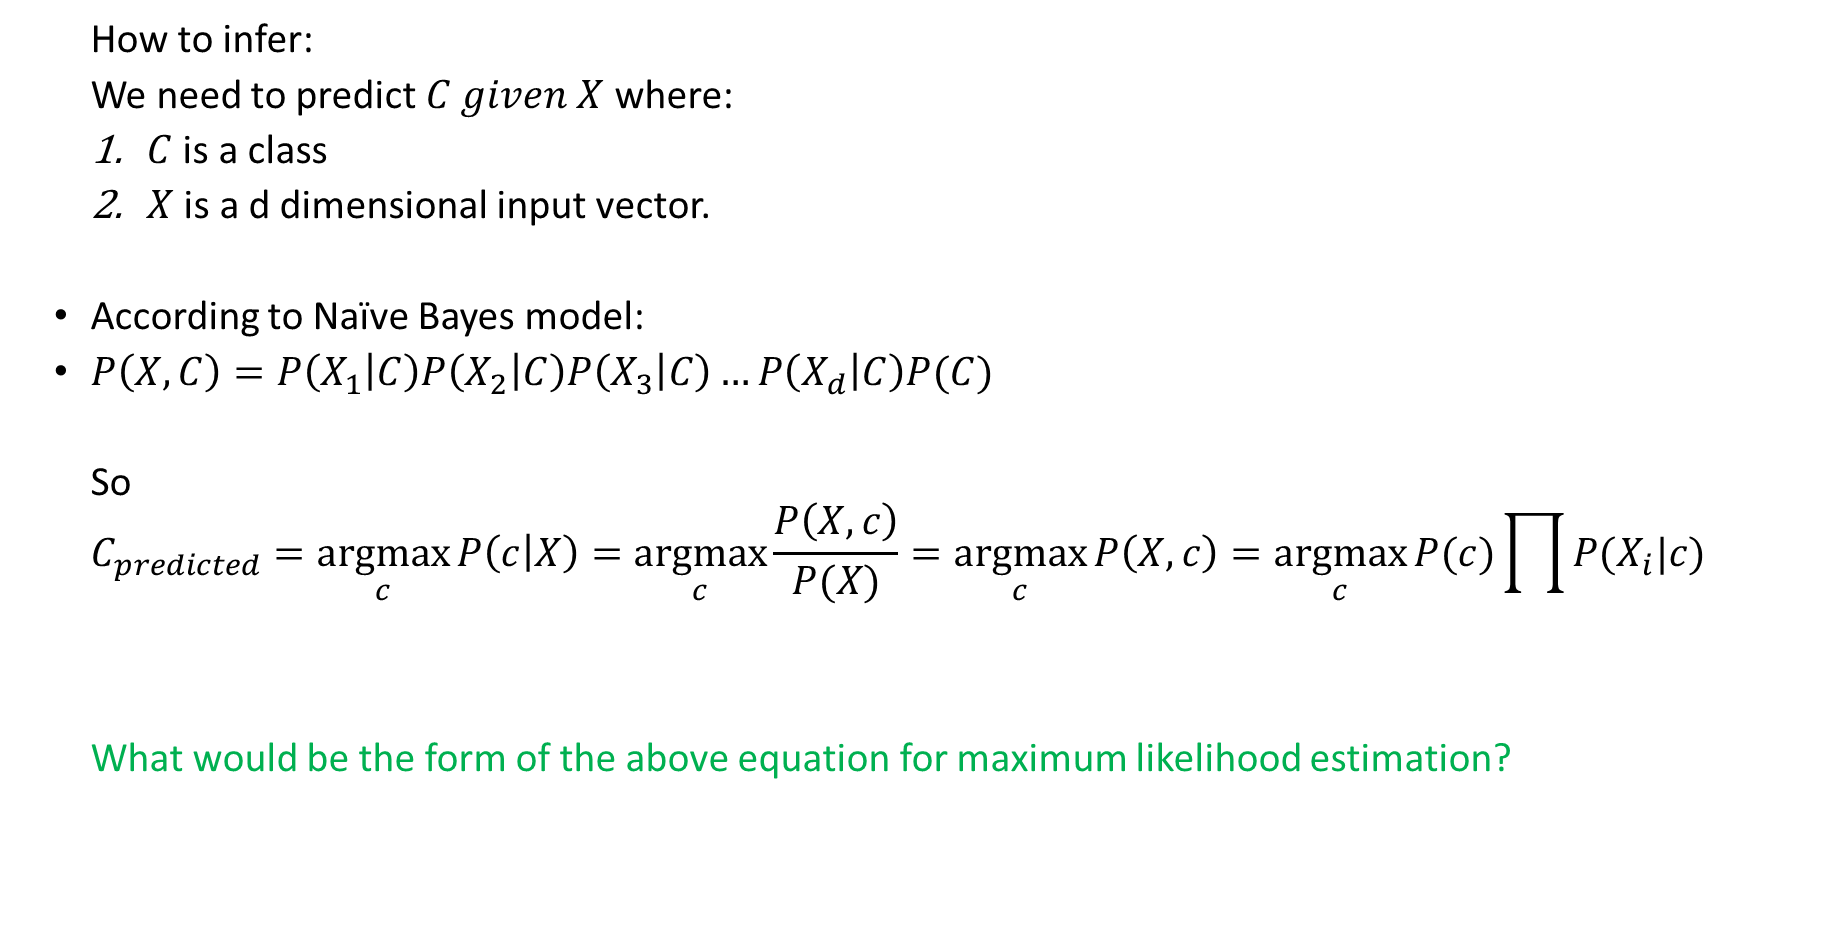 How to infer:
We need to predict C given X where:
1. C is a class
2. X is a d dimensional input vector.
• According to Naïve Bayes model:
• P(X, C) = P(X₁|C)P(X₂|C)P(X₃|C) … P(X_d|C)P(C)
So
C_predicted = argmax_c P(c|X) = argmax_c P(X, c)/P(X) = argmax_c P(X, c) = argmax_c P(c) ∏ P(X_i|c)
What would be the form of the above equation for maximum likelihood estimation?